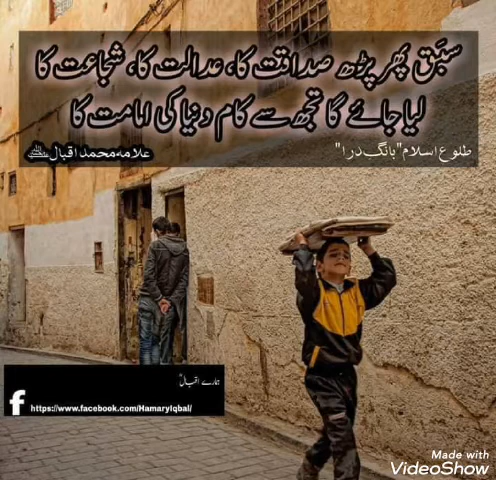 سبق پھر پڑھ صداقت کا، عدالت کا، شجاعت کا
لیا جائے گا تجھ سے کام دنیا کی امامت کا
طلوع اسلام "بانگ درا"
علامہ محمد اقبالؒ
ہمارے اقبالؒ
f https://www.facebook.com/HamaryIqbal/
Made with
VideoShow